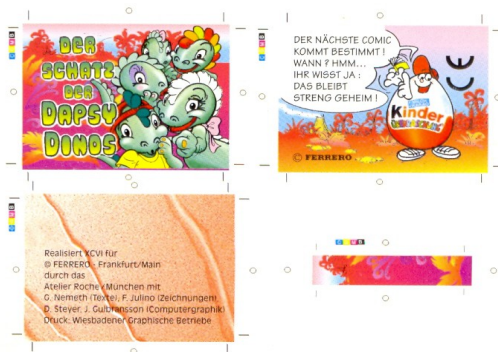 DER
SCHATZ
DER
DAPSY
DINOS
DER NÄCHSTE COMIC
KOMMT BESTIMMT !
WANN ? HMM...
IHR WISST JA :
DAS BLEIBT
STRENG GEHEIM !
CE
Kinder
ÜBERRASCHUNG
© FERRERO
Realisiert XCVI für
© FERRERO - Frankfurt/Main
durch das
Atelier Roche/München mit
G. Nemeth (Texte), F. Julino (Zeichnungen)
D. Steyer, J. Gulbransson (Computergraphik)
Druck: Wiesbadener Graphische Betriebe